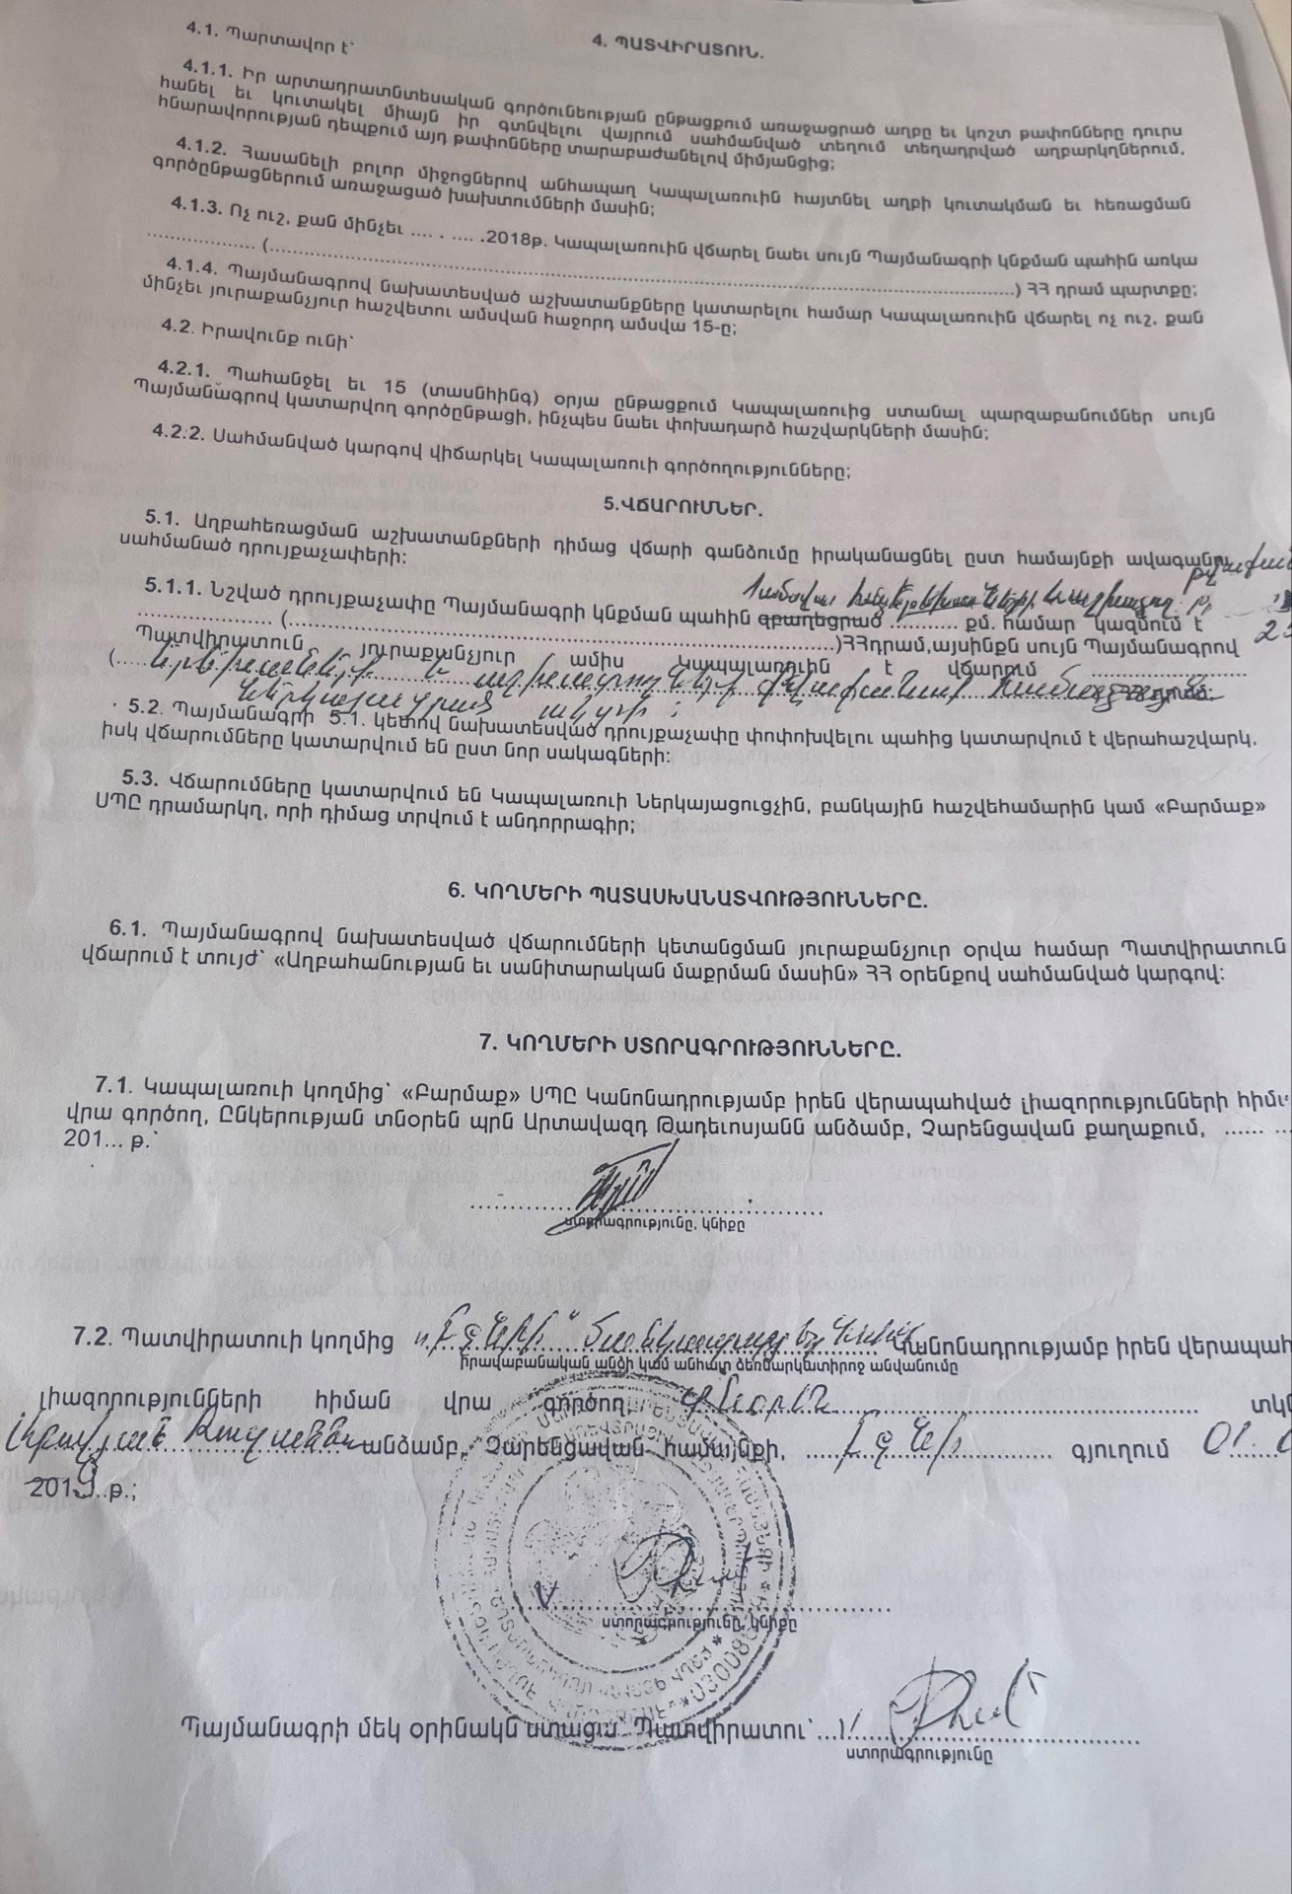 4. ՊԱՏՎԻՐԱՏՈՒՆ.
4.1. Պարտավոր է՝
4.1.1. Իր արտադրատնտեսական գործունեության ընթացքում առաջացրած աղբը եւ կոշտ թափոնները դուրս
հանել եւ կուտակել միայն իր գտնվելու վայրում սահմանված տեղում տեղադրված աղբարկղներում,
հնարավորության դեպքում այդ թափոնները տարաբաժանելով միմյանցից;
4.1.2. Հասանելի բոլոր միջոցներով անհապաղ Կապալառուին հայտնել աղբի կուտակման եւ հեռացման
գործընթացներում առաջացած խախտումների մասին;
4.1.3. Ոչ ուշ, քան մինչեւ .... . .... .2018թ. Կապալառուին վճարել նաեւ սույն Պայմանագրի կնքման պահին առկա
................... (................................................................) ՀՀ դրամ պարտքը;
4.1.4. Պայմանագրով նախատեսված աշխատանքները կատարելու համար Կապալառուին վճարել ոչ ուշ, քան
մինչեւ յուրաքանչյուր հաշվետու ամսվան հաջորդ ամսվա 15-ը;
4.2. Իրավունք ունի՝
4.2.1. Պահանջել եւ 15 (տասնհինգ) օրյա ընթացքում Կապալառուից ստանալ պարզաբանումներ սույն
Պայմանագրով կատարվող գործընթացի, ինչպես նաեւ փոխադարձ հաշվարկների մասին;
4.2.2. Սահմանված կարգով վիճարկել Կապալառուի գործողությունները;
5.ՎՃԱՐՈՒՄՆԵՐ.
5.1. Աղբահեռացման աշխատանքների դիմաց վճարի գանձումը իրականացնել ըստ համայնքի ավագանու
սահմանած դրույքաչափերի:
5.1.1. Նշված դրույքաչափը Պայմանագրի կնքման պահին զբաղեցրած ............ քմ. համար կազմում է
................... (................................................................)ՀՀդրամ,այսինքն սույն Պայմանագրով
Պատվիրատուն յուրաքանչյուր ամիս Կապալառուին է վճարում .......................
(..... ՀՀ դրամ:
5.2. Պայմանագրի 5.1. կետով նախատեսված դրույքաչափը փոփոխվելու պահից կատարվում է վերահաշվարկ,
իսկ վճարումները կատարվում են ըստ նոր սակագների:
5.3. Վճարումները կատարվում են Կապալառուի Ներկայացուցչին, բանկային հաշվեհամարին կամ «Բարմաք»
ՍՊԸ դրամարկղ, որի դիմաց տրվում է անդորրագիր;
6. ԿՈՂՄԵՐԻ ՊԱՏԱՍԽԱՆԱՏՎՈՒԹՅՈՒՆՆԵՐԸ.
6.1. Պայմանագրով նախատեսված վճարումների կետանցման յուրաքանչյուր օրվա համար Պատվիրատուն
վճարում է տույժ՝ «Աղբահանության եւ սանիտարական մաքրման մասին» ՀՀ օրենքով սահմանված կարգով:
7. ԿՈՂՄԵՐԻ ՍՏՈՐԱԳՐՈՒԹՅՈՒՆՆԵՐԸ.
7.1. Կապալառուի կողմից՝ «Բարմաք» ՍՊԸ Կանոնադրությամբ իրեն վերապահված լիազորությունների հիմ
վրա գործող, Ընկերության տնօրեն պրն Արտավազդ Թադեւոսյանն անձամբ, Չարենցավան քաղաքում, ...... ...
201... թ.՝
ստորագրությունը, կնիքը
7.2. Պատվիրատուի կողմից Կանոնադրությամբ իրեն վերապահ
իրավաբանական անձի կամ անհատ ձեռնարկատիրոջ անվանումը
լիազորությունների հիման վրա գործող, տնօրեն տկն
անձամբ, Չարենցավան համայնքի, գյուղում 01
2019..թ.;
ստորագրությունը, կնիքը
Պայմանագրի մեկ օրինակն ստացա՝ Պատվիրատու՝
ստորագրությունը